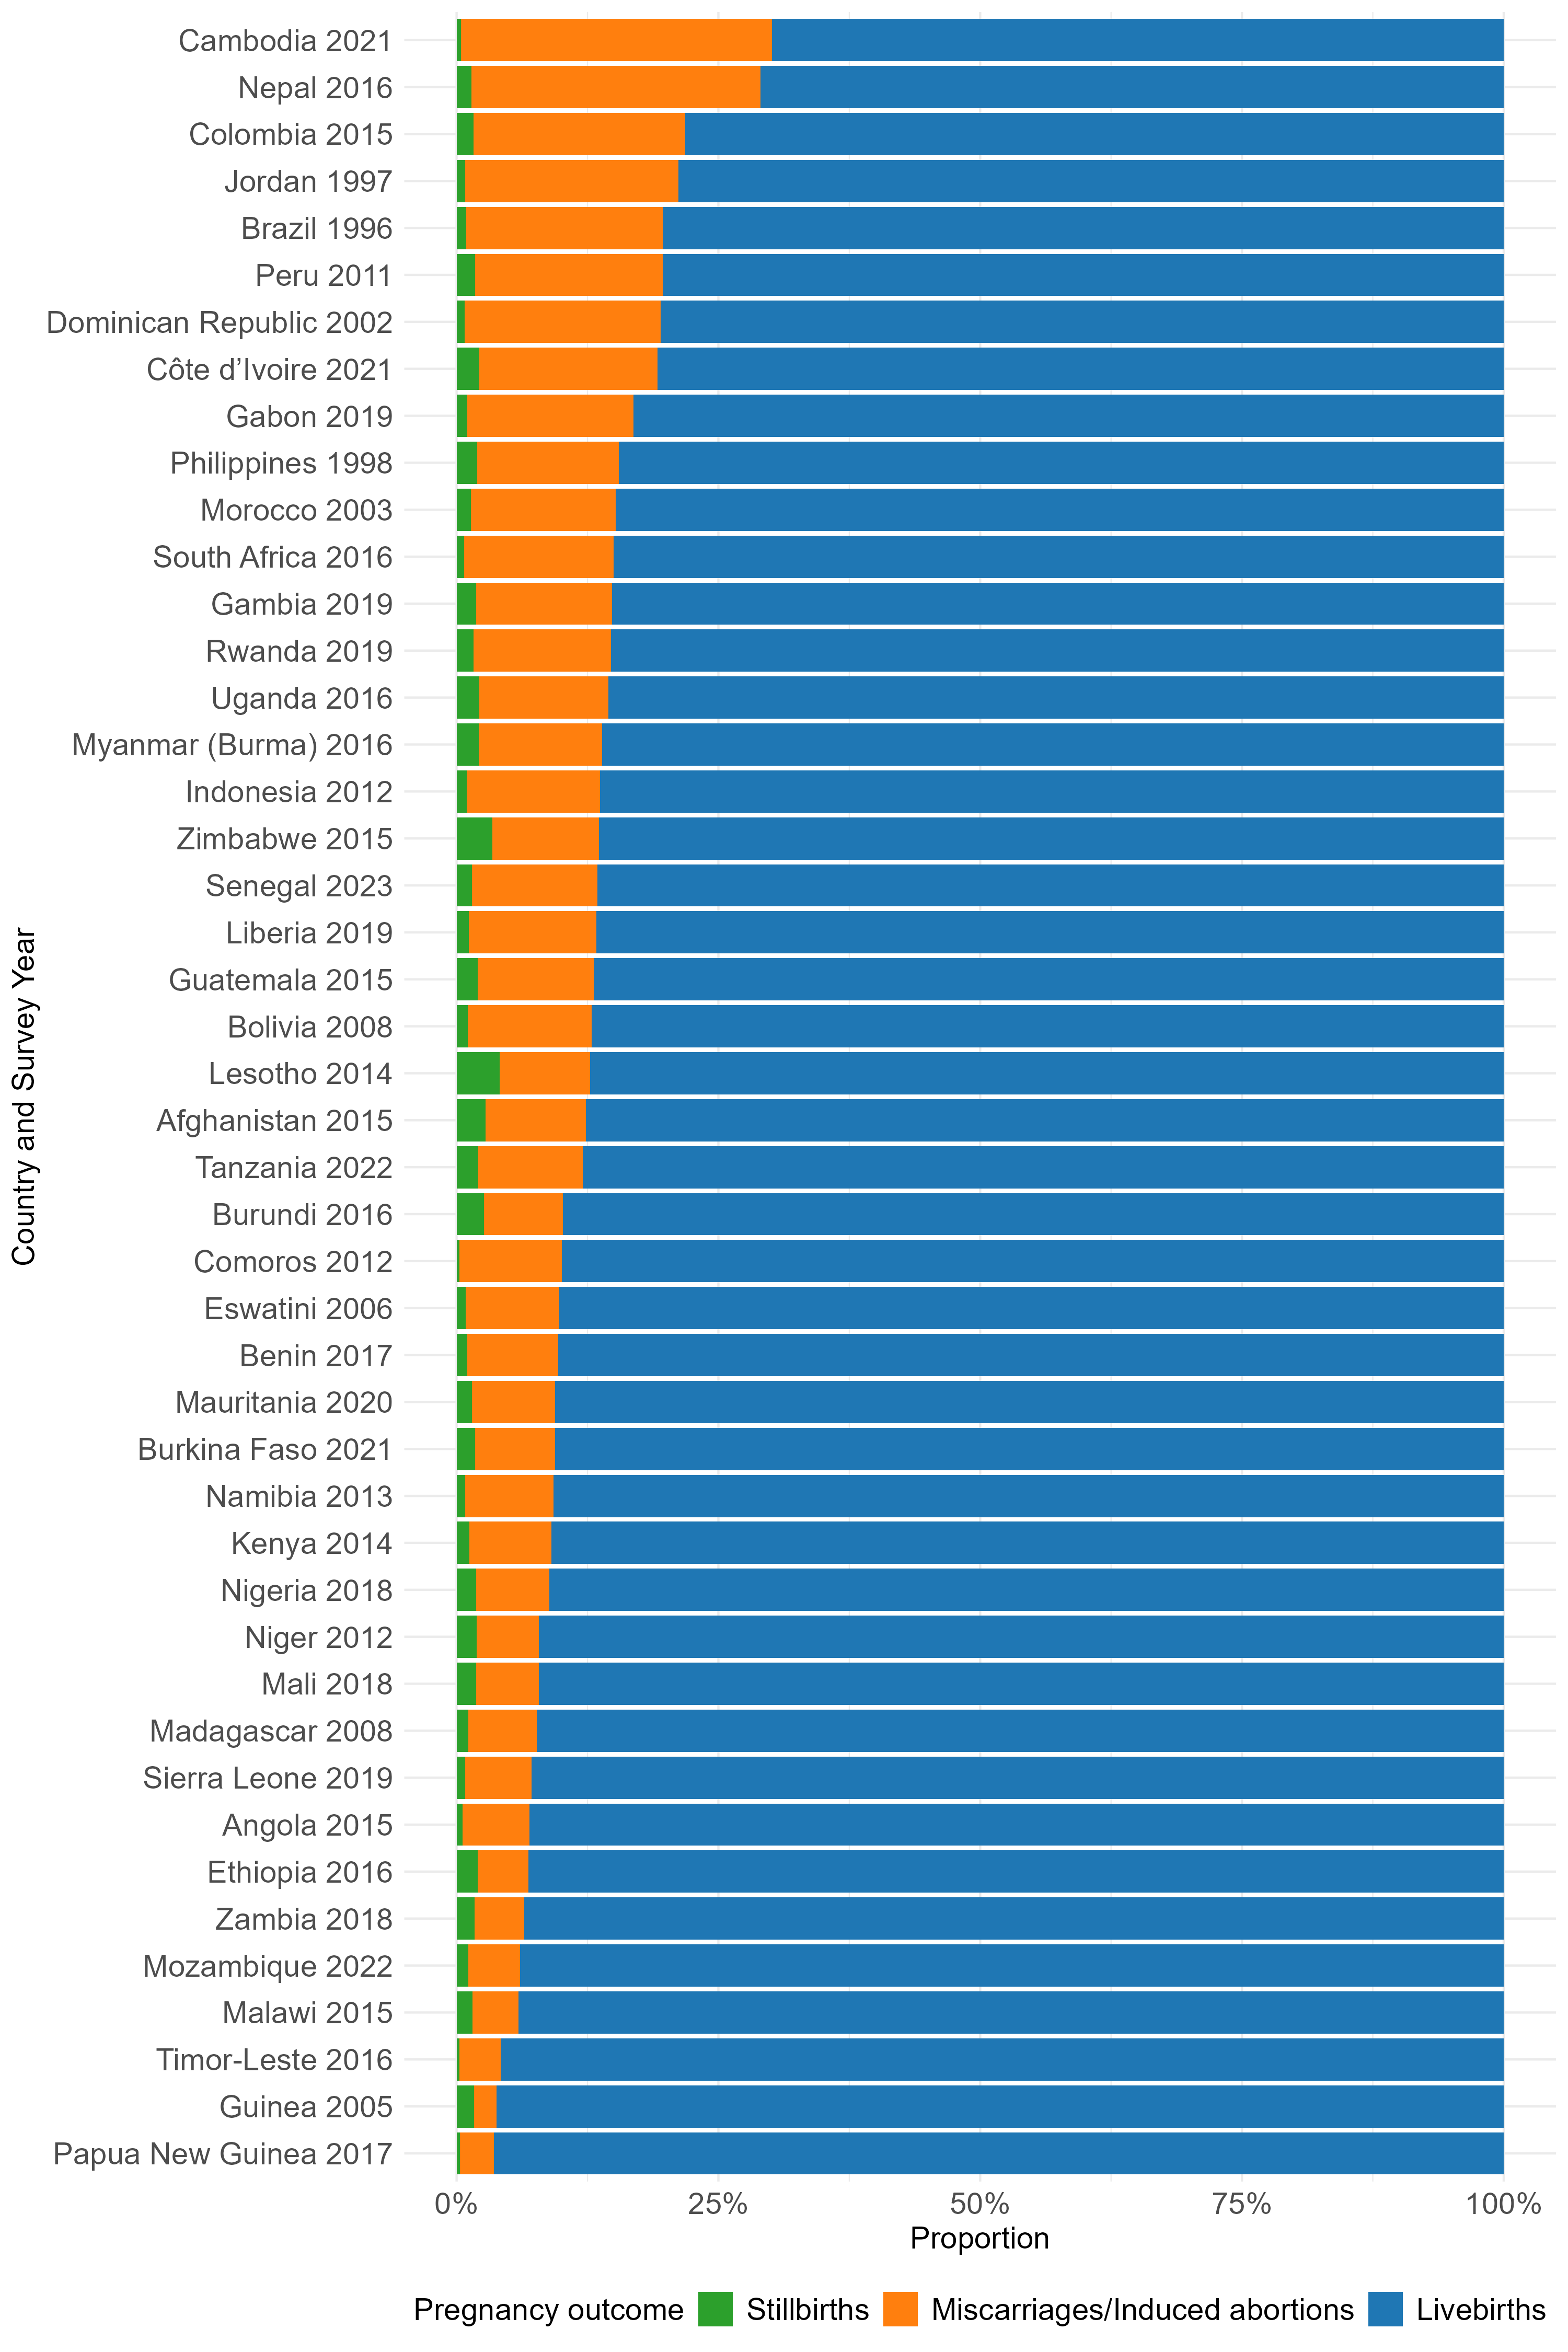 Country and Survey Year
Cambodia 2021
Nepal 2016
Colombia 2015
Jordan 1997
Brazil 1996
Peru 2011
Dominican Republic 2002
Côte d’Ivoire 2021
Gabon 2019
Philippines 1998
Morocco 2003
South Africa 2016
Gambia 2019
Rwanda 2019
Uganda 2016
Myanmar (Burma) 2016
Indonesia 2012
Zimbabwe 2015
Senegal 2023
Liberia 2019
Guatemala 2015
Bolivia 2008
Lesotho 2014
Afghanistan 2015
Tanzania 2022
Burundi 2016
Comoros 2012
Eswatini 2006
Benin 2017
Mauritania 2020
Burkina Faso 2021
Namibia 2013
Kenya 2014
Nigeria 2018
Niger 2012
Mali 2018
Madagascar 2008
Sierra Leone 2019
Angola 2015
Ethiopia 2016
Zambia 2018
Mozambique 2022
Malawi 2015
Timor-Leste 2016
Guinea 2005
Papua New Guinea 2017
0% 25% 50% 75% 100%
Proportion
Pregnancy outcome Stillbirths Miscarriages/Induced abortions Livebirths